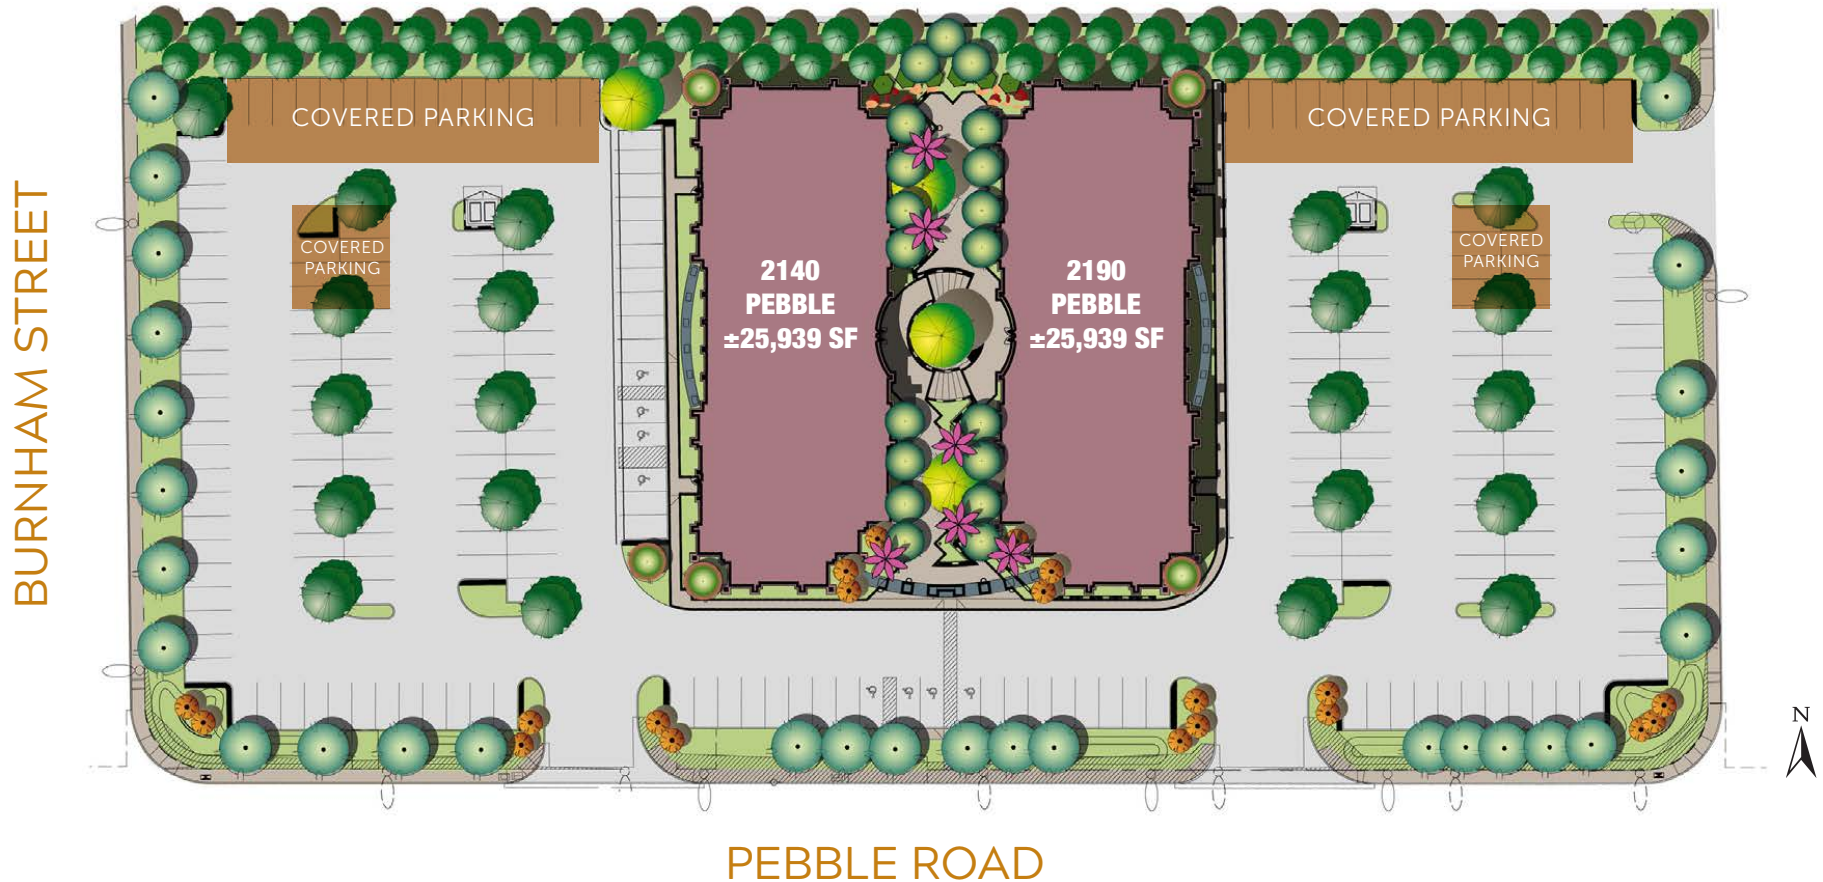 COVERED PARKING
COVERED PARKING
COVERED
PARKING
COVERED
PARKING
2140
PEBBLE
±25,939 SF
2190
PEBBLE
±25,939 SF
BURNHAM STREET
N
PEBBLE ROAD